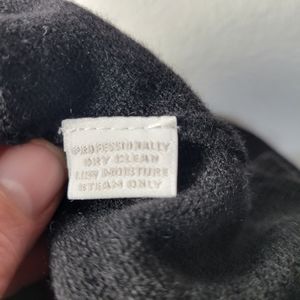 PROFESSIONALLY
DRY CLEAN
LOW MOISTURE
STEAM ONLY